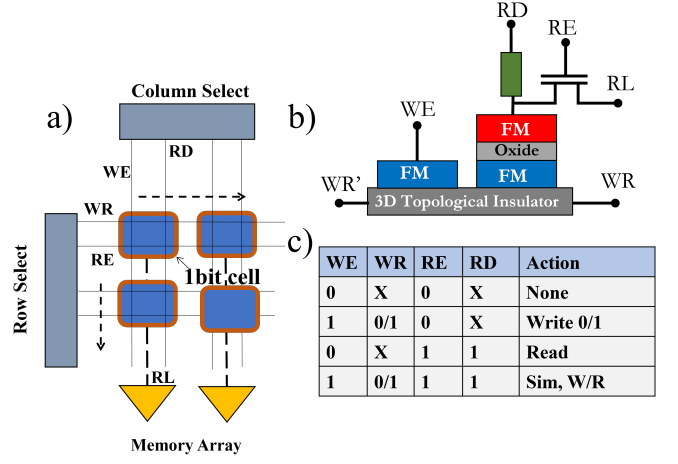 a)
Column Select
RD
WE
WR
RE
1bit cell
Row Select
RL
Memory Array
b)
RD
RE
RL
WE
FM
Oxide
FM
FM
WR'
3D Topological Insulator
WR
c)
WE WR RE RD Action
0 X 0 X None
1 0/1 0 X Write 0/1
0 X 1 1 Read
1 0/1 1 1 Sim, W/R